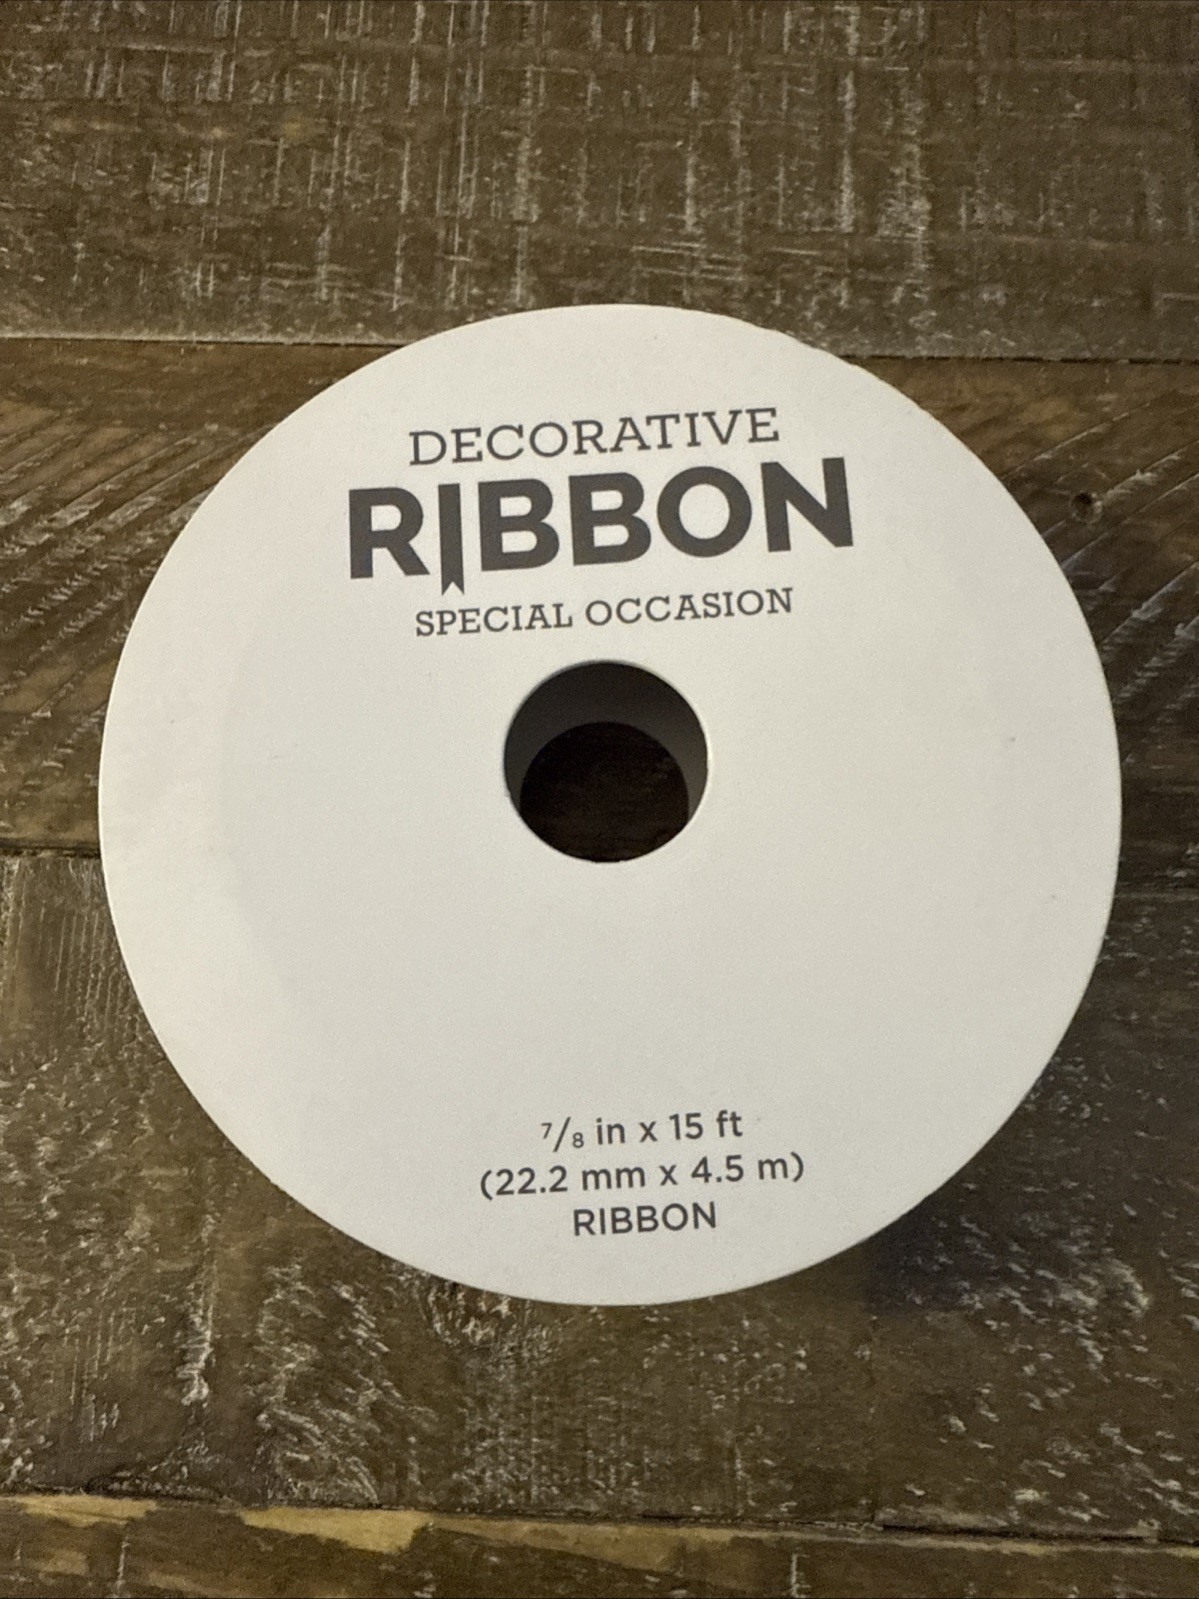 DECORATIVE
RIBBON
SPECIAL OCCASION
⅞ in x 15 ft
(22.2 mm x 4.5 m)
RIBBON